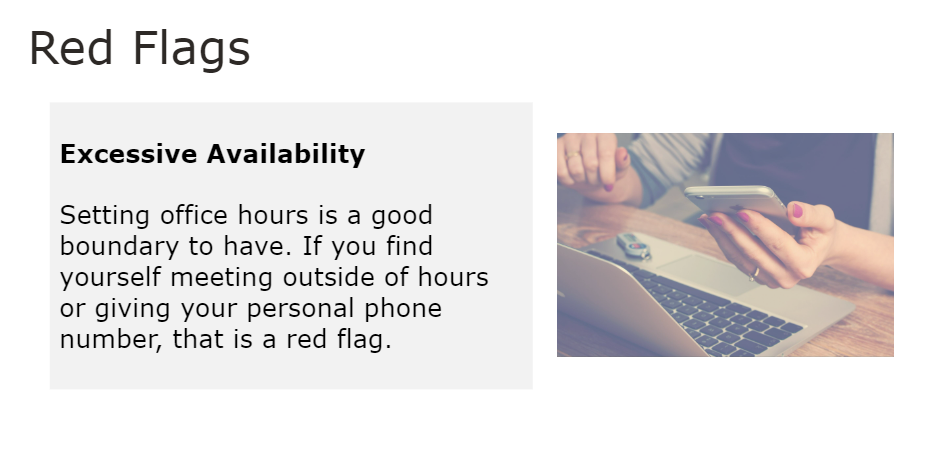 Red Flags
Excessive Availability
Setting office hours is a good
boundary to have. If you find
yourself meeting outside of hours
or giving your personal phone
number, that is a red flag.